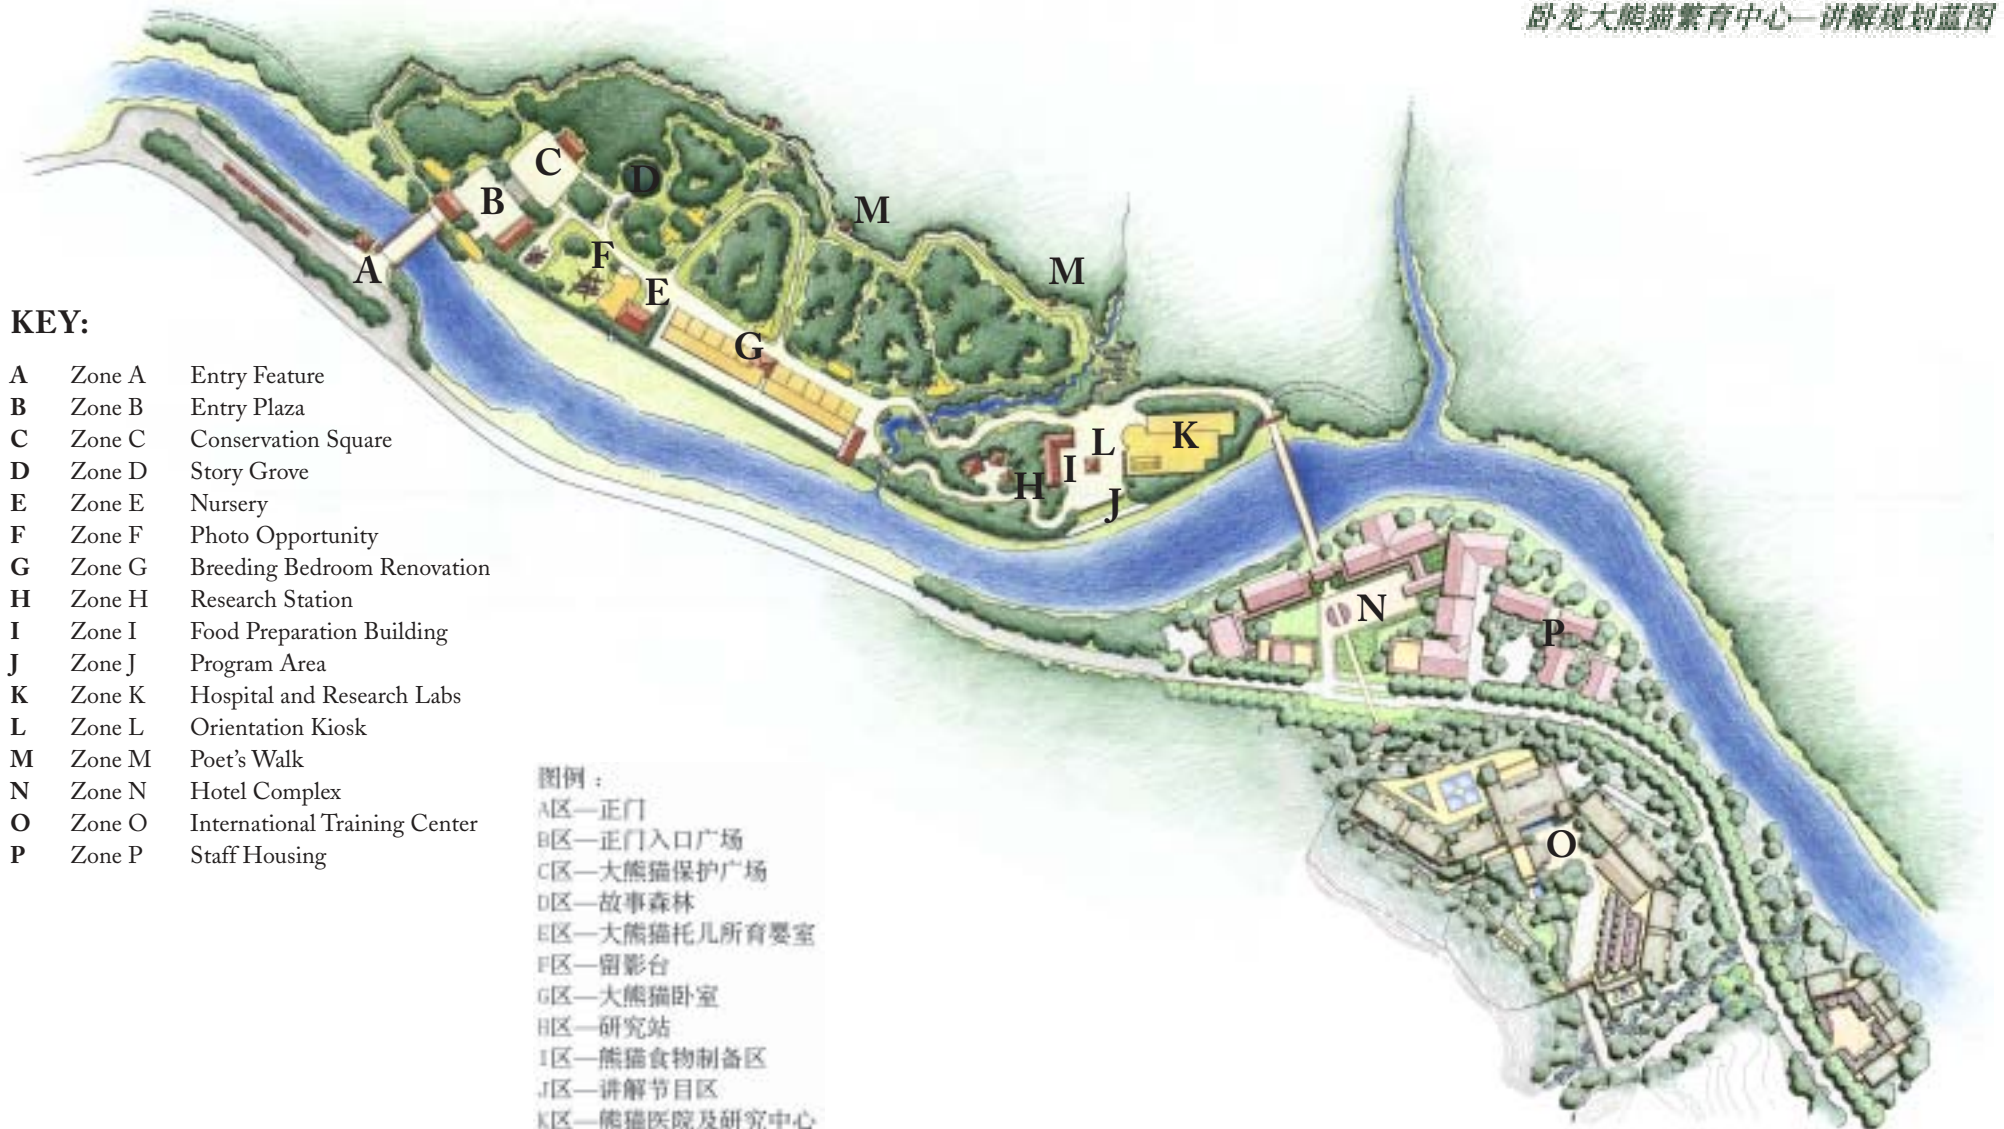 卧龙大熊猫繁育中心—讲解规划蓝图
C
D
B
M
F
M
A
E
G
K
L
I
H
J
N
P
O
KEY:
A Zone A Entry Feature
B Zone B Entry Plaza
C Zone C Conservation Square
D Zone D Story Grove
E Zone E Nursery
F Zone F Photo Opportunity
G Zone G Breeding Bedroom Renovation
H Zone H Research Station
I Zone I Food Preparation Building
J Zone J Program Area
K Zone K Hospital and Research Labs
L Zone L Orientation Kiosk
M Zone M Poet’s Walk
N Zone N Hotel Complex
O Zone O International Training Center
P Zone P Staff Housing
图例：
A区—正门
B区—正门入口广场
C区—大熊猫保护广场
D区—故事森林
E区—大熊猫托儿所育婴室
F区—留影台
G区—大熊猫卧室
H区—研究站
I区—熊猫食物制备区
J区—讲解节目区
K区—熊猫医院及研究中心